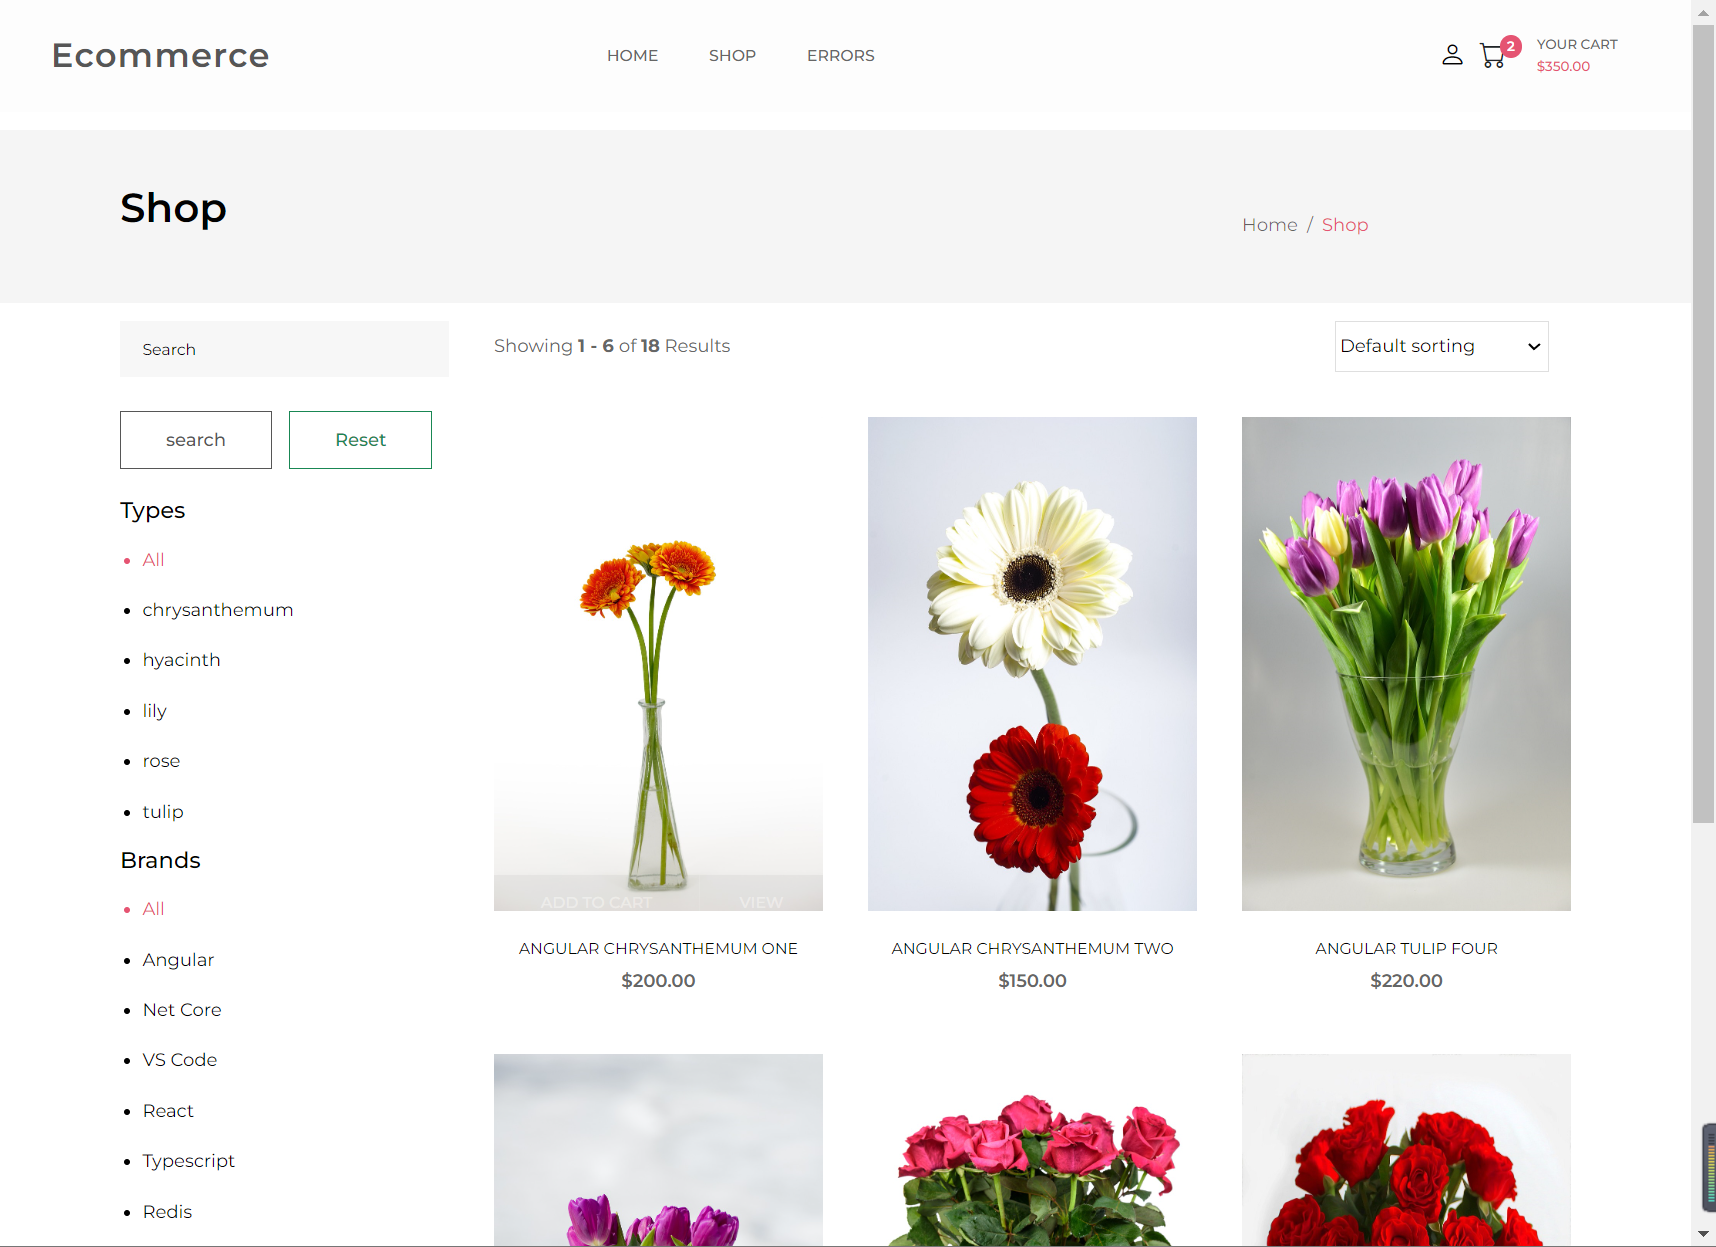 Ecommerce
HOME
SHOP
ERRORS
2
YOUR CART
$350.00
Shop
Home / Shop
Search
search
Reset
Types
All
chrysanthemum
hyacinth
lily
rose
tulip
Brands
All
Angular
Net Core
VS Code
React
Typescript
Redis
Showing 1 - 6 of 18 Results
Default sorting
ADD TO CART
VIEW
ANGULAR CHRYSANTHEMUM ONE
$200.00
ANGULAR CHRYSANTHEMUM TWO
$150.00
ANGULAR TULIP FOUR
$220.00